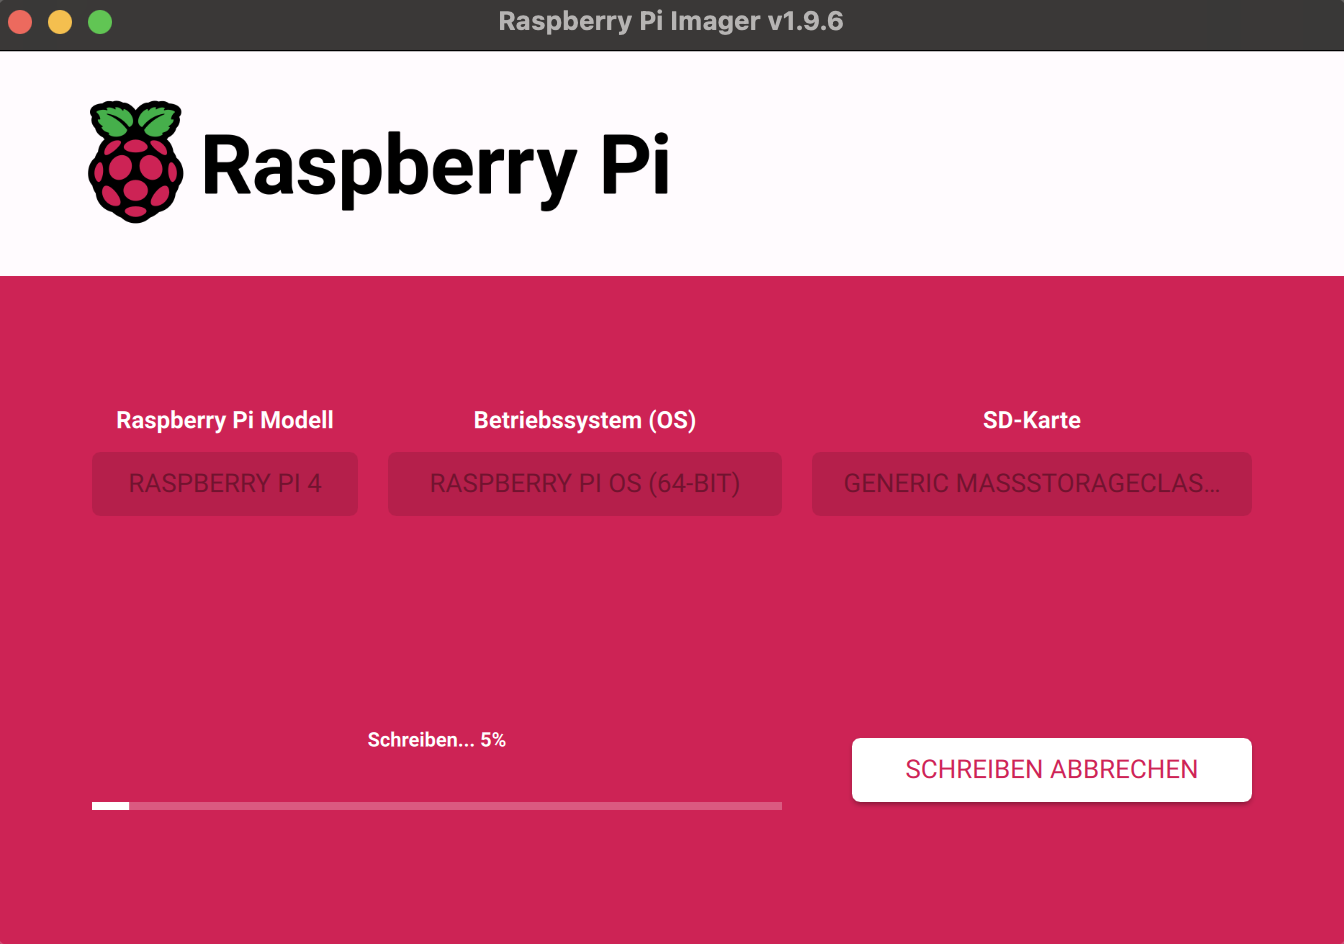 Raspberry Pi Imager v1.9.6
Raspberry Pi
Raspberry Pi Modell
Betriebssystem (OS)
SD-Karte
RASPBERRY PI 4
RASPBERRY PI OS (64-BIT)
GENERIC MASSSTORAGECLAS...
Schreiben... 5%
SCHREIBEN ABBRECHEN